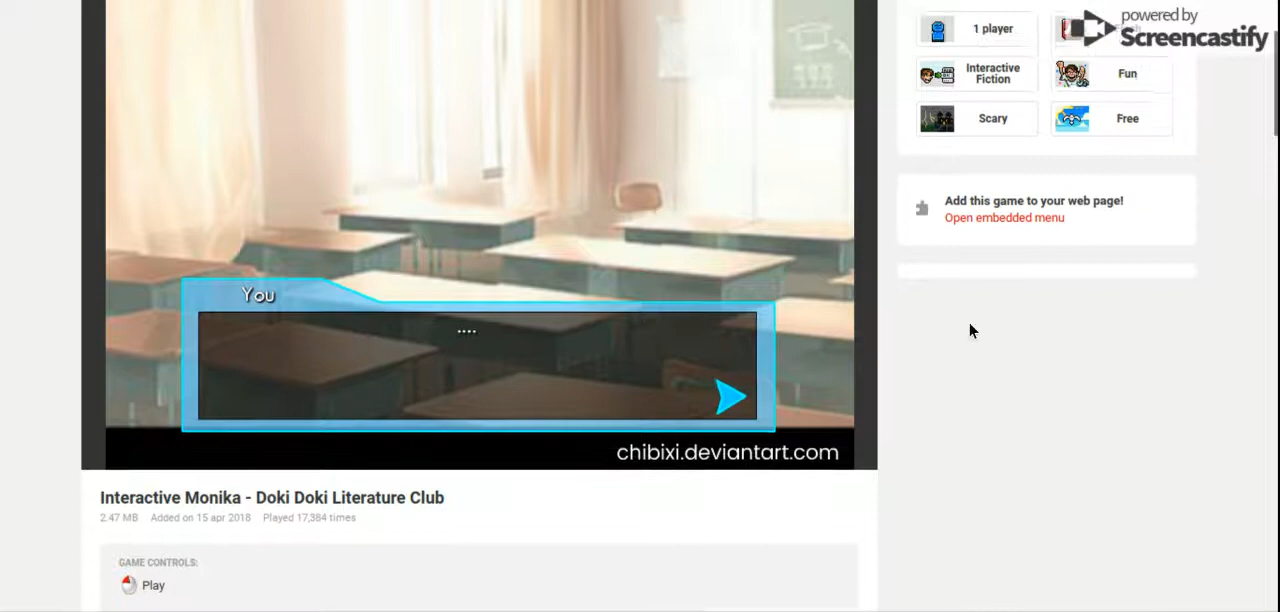 powered by
Screencastify
1 player
Interactive
Fiction
Fun
Scary
Free
Add this game to your web page!
Open embedded menu
You
....
chibixi.deviantart.com
Interactive Monika - Doki Doki Literature Club
2.47 MB Added on 15 apr 2018 Played 17,384 times
GAME CONTROLS:
Play